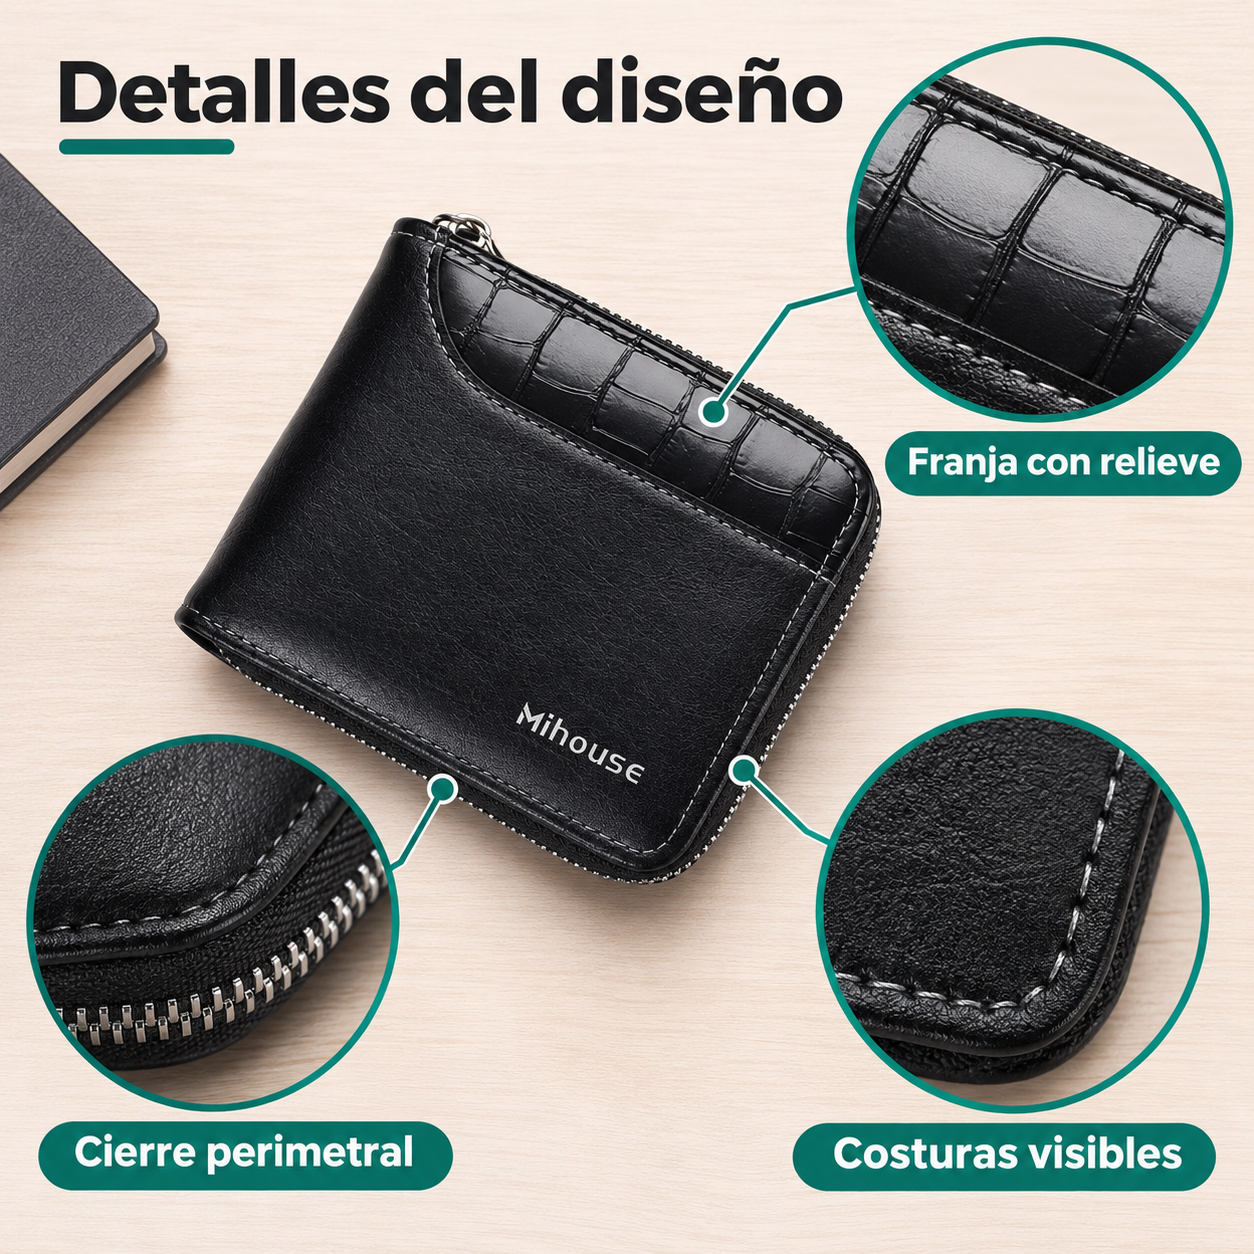 Detalles del diseño
Franja con relieve
Mihouse
Cierre perimetral
Costuras visibles